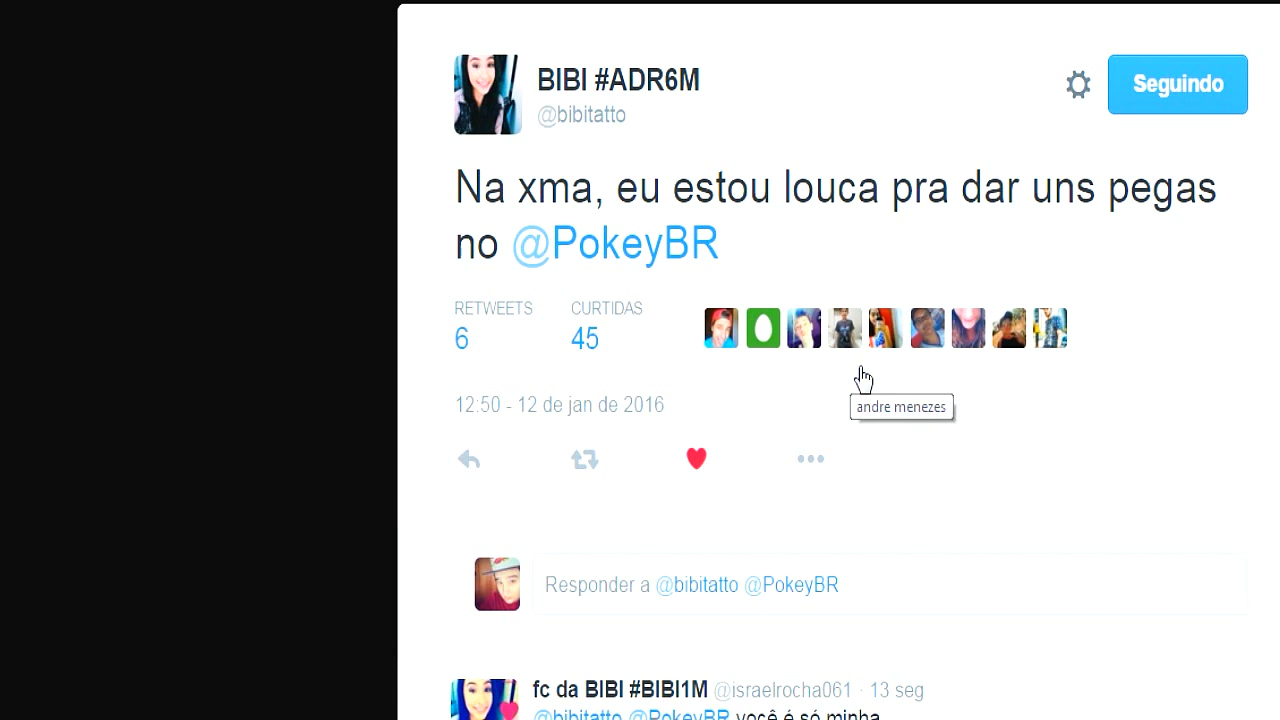 BIBI #ADR6M
@bibitatto
Seguindo
Na xma, eu estou louca pra dar uns pegas
no @PokeyBR
RETWEETS
CURTIDAS
6
45
12:50 - 12 de jan de 2016
andre menezes
Responder a @bibitatto @PokeyBR
fc da BIBI #BIBI1M @israelrocha061 · 13 seg
@bibitatto @PokeyBR você é só minha